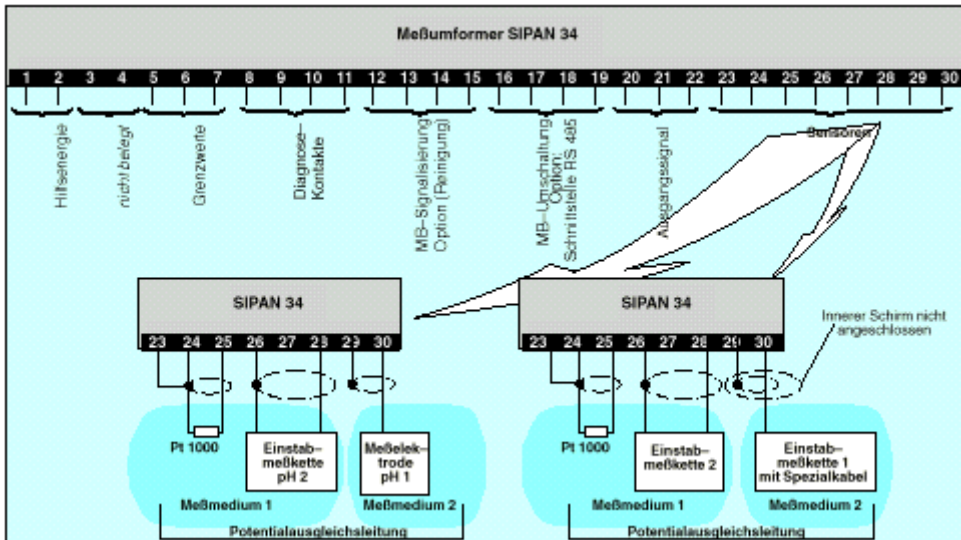 Meßumformer SIPAN 34
1 2 3 4 5 6 7 8 9 10 11 12 13 14 15 16 17 18 19 20 21 22 23 24 25 26 27 28 29 30
Hilfsenergie
nicht belegt
Grenzwerte
Diagnose–
Kontakte
MB–Signalisierung
Option (Reinigung)
MB–Umschaltung
Option:
Schnittstelle RS 485
Ausgangssignal
Sensoren
SIPAN 34
23 24 25 26 27 28 29 30
Pt 1000
Einstab–
meßkette
pH 2
Meßelek–
trode
pH 1
Meßmedium 1
Meßmedium 2
Potentialausgleichsleitung
SIPAN 34
23 24 25 26 27 28 29 30
Innerer Schirm nicht
angeschlossen
Pt 1000
Einstab–
meßkette 2
Einstab–
meßkette 1
mit Spezialkabel
Meßmedium 1
Meßmedium 2
Potentialausgleichsleitung